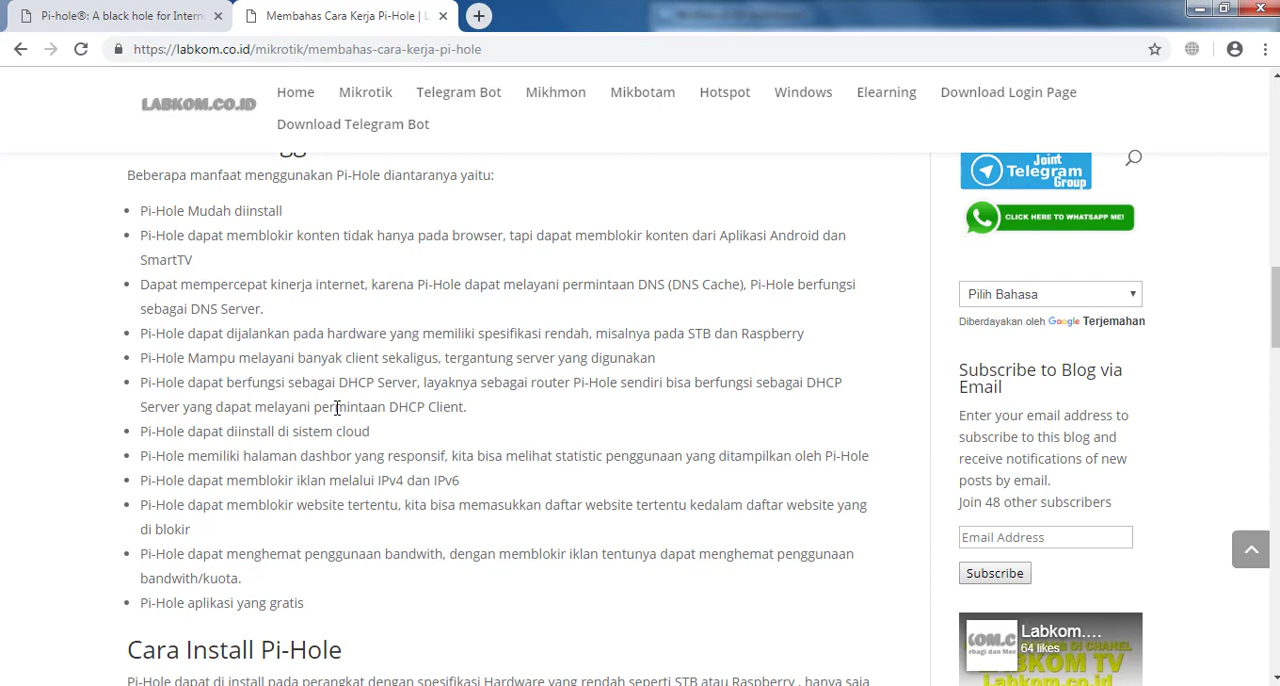 Pi-hole®: A black hole for Intern
Membahas Cara Kerja Pi-Hole | L
https://labkom.co.id/mikrotik/membahas-cara-kerja-pi-hole
LABKOM.CO.ID
Home
Mikrotik
Telegram Bot
Mikhmon
Mikbotam
Hotspot
Windows
Elearning
Download Login Page
Download Telegram Bot
Beberapa manfaat menggunakan Pi-Hole diantaranya yaitu:
Pi-Hole Mudah diinstall
Pi-Hole dapat memblokir konten tidak hanya pada browser, tapi dapat memblokir konten dari Aplikasi Android dan
SmartTV
Dapat mempercepat kinerja internet, karena Pi-Hole dapat melayani permintaan DNS (DNS Cache), Pi-Hole berfungsi
sebagai DNS Server.
Pi-Hole dapat dijalankan pada hardware yang memiliki spesifikasi rendah, misalnya pada STB dan Raspberry
Pi-Hole Mampu melayani banyak client sekaligus, tergantung server yang digunakan
Pi-Hole dapat berfungsi sebagai DHCP Server, layaknya sebagai router Pi-Hole sendiri bisa berfungsi sebagai DHCP
Server yang dapat melayani permintaan DHCP Client.
Pi-Hole dapat diinstall di sistem cloud
Pi-Hole memiliki halaman dashbor yang responsif, kita bisa melihat statistic penggunaan yang ditampilkan oleh Pi-Hole
Pi-Hole dapat memblokir iklan melalui IPv4 dan IPv6
Pi-Hole dapat memblokir website tertentu, kita bisa memasukkan daftar website tertentu kedalam daftar website yang
di blokir
Pi-Hole dapat menghemat penggunaan bandwith, dengan memblokir iklan tentunya dapat menghemat penggunaan
bandwith/kuota.
Pi-Hole aplikasi yang gratis
Cara Install Pi-Hole
Pi-Hole dapat di install pada perangkat dengan spesifikasi Hardware yang rendah seperti STB atau Raspberry , hanya saja
Joint
Telegram
Group
CLICK HERE TO WHATSAPP ME!
Pilih Bahasa
Diberdayakan oleh Google Terjemahan
Subscribe to Blog via
Email
Enter your email address to
subscribe to this blog and
receive notifications of new
posts by email.
Join 48 other subscribers
Email Address
Subscribe
Labkom....
64 likes
LABKOM TV
Labkom.co.id